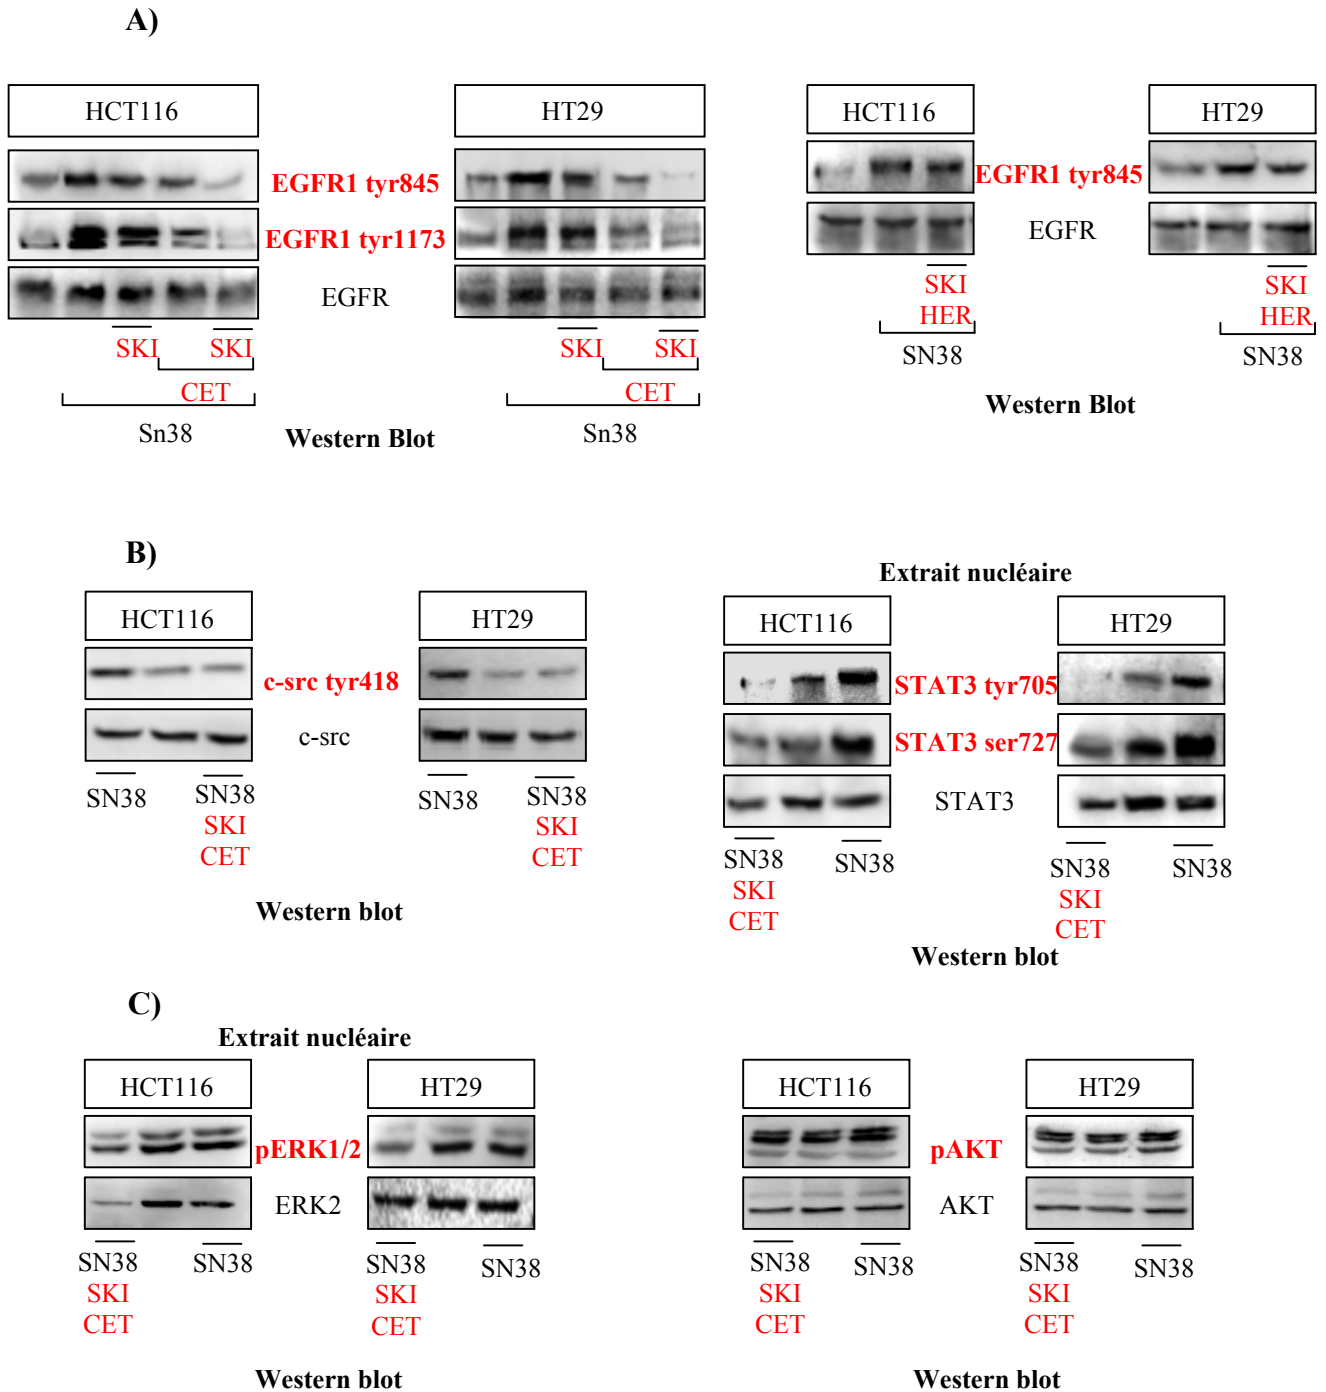 A)
HCT116
HT29
HCT116
HT29
EGFR1 tyr845
EGFR1 tyr845
EGFR1 tyr1173
EGFR
EGFR
SKI
SKI
SKI
SKI
SKI
HER
SKI
HER
CET
CET
SN38
SN38
Sn38
Western Blot
Sn38
Western Blot
B)
Extrait nucléaire
HCT116
HT29
HCT116
HT29
c-src tyr418
STAT3 tyr705
c-src
STAT3 ser727
STAT3
SN38
SN38
SKI
CET
SN38
SN38
SKI
CET
SN38
SKI
CET
SN38
SN38
SKI
CET
SN38
Western blot
Western blot
C)
Extrait nucléaire
HCT116
HT29
HCT116
HT29
pERK1/2
pAKT
ERK2
AKT
SN38
SKI
CET
SN38
SN38
SKI
CET
SN38
SN38
SKI
CET
SN38
SN38
SKI
CET
SN38
Western blot
Western blot